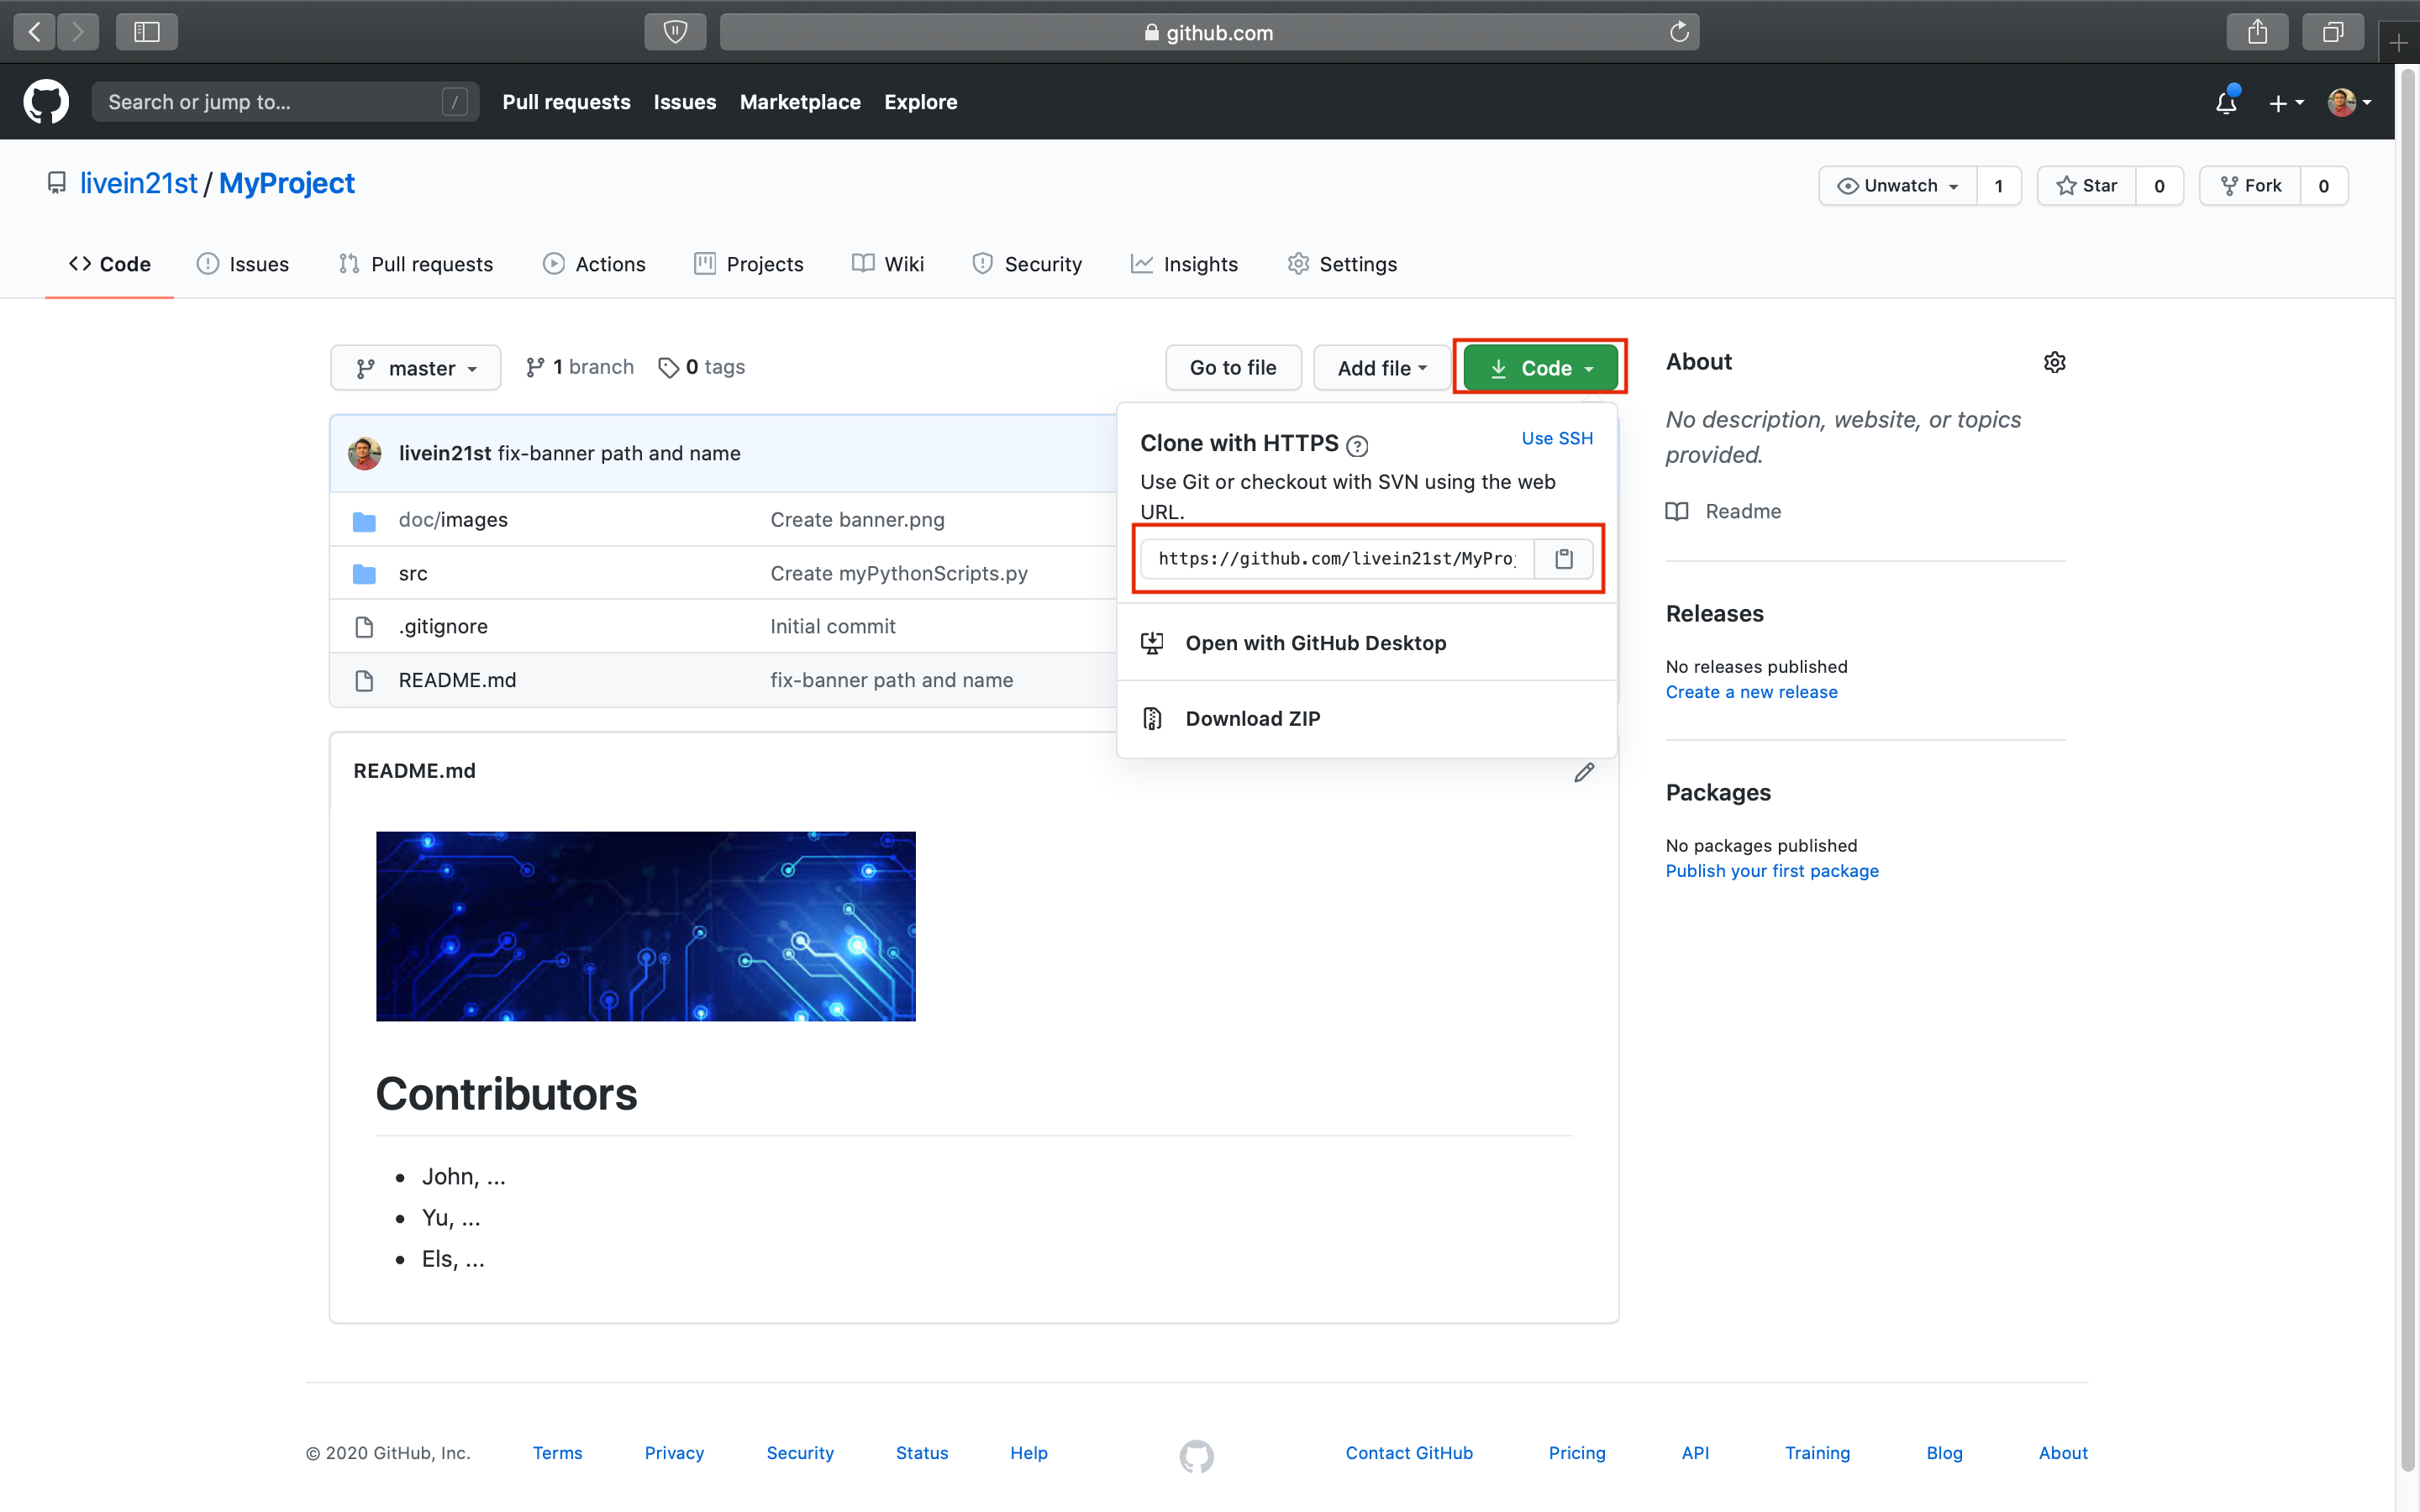 github.com
Search or jump to... /
Pull requests Issues Marketplace Explore
livein21st / MyProject
Unwatch 1 Star 0 Fork 0
Code Issues Pull requests Actions Projects Wiki Security Insights Settings
master 1 branch 0 tags
Go to file Add file Code
livein21st fix-banner path and name
doc/images Create banner.png
src Create myPythonScripts.py
.gitignore Initial commit
README.md fix-banner path and name
Clone with HTTPS ? Use SSH
Use Git or checkout with SVN using the web
URL.
https://github.com/livein21st/MyPro
Open with GitHub Desktop
Download ZIP
About
No description, website, or topics
provided.
Readme
Releases
No releases published
Create a new release
Packages
No packages published
Publish your first package
README.md
Contributors
• John, ...
• Yu, ...
• Els, ...
© 2020 GitHub, Inc. Terms Privacy Security Status Help Contact GitHub Pricing API Training Blog About